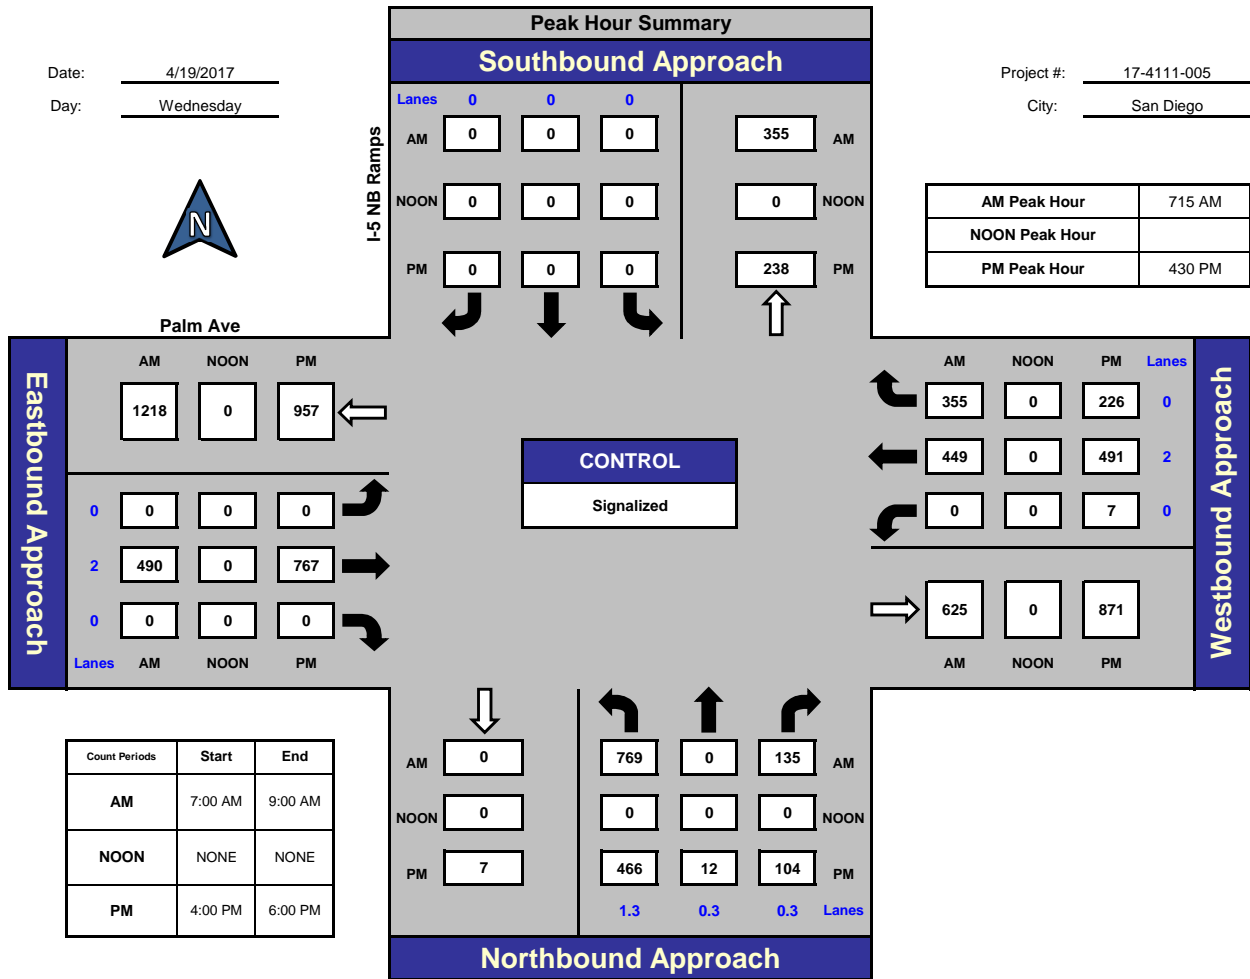 Peak Hour Summary
Southbound Approach
Date: 4/19/2017
Day: Wednesday
Project #: 17-4111-005
City: San Diego
N
I-5 NB Ramps
Lanes 0 0 0
AM 0 0 0 355 AM
NOON 0 0 0 0 NOON
PM 0 0 0 238 PM
AM Peak Hour 715 AM
NOON Peak Hour
PM Peak Hour 430 PM
Palm Ave
Eastbound Approach
AM NOON PM
1218 0 957
0 0 0 0
2 490 0 767
0 0 0 0
Lanes AM NOON PM
CONTROL
Signalized
AM NOON PM Lanes
355 0 226 0
449 0 491 2
0 0 7 0
625 0 871
AM NOON PM
Westbound Approach
AM 0 769 0 135 AM
NOON 0 0 0 0 NOON
PM 7 466 12 104 PM
1.3 0.3 0.3 Lanes
Northbound Approach
Count Periods Start End
AM 7:00 AM 9:00 AM
NOON NONE NONE
PM 4:00 PM 6:00 PM